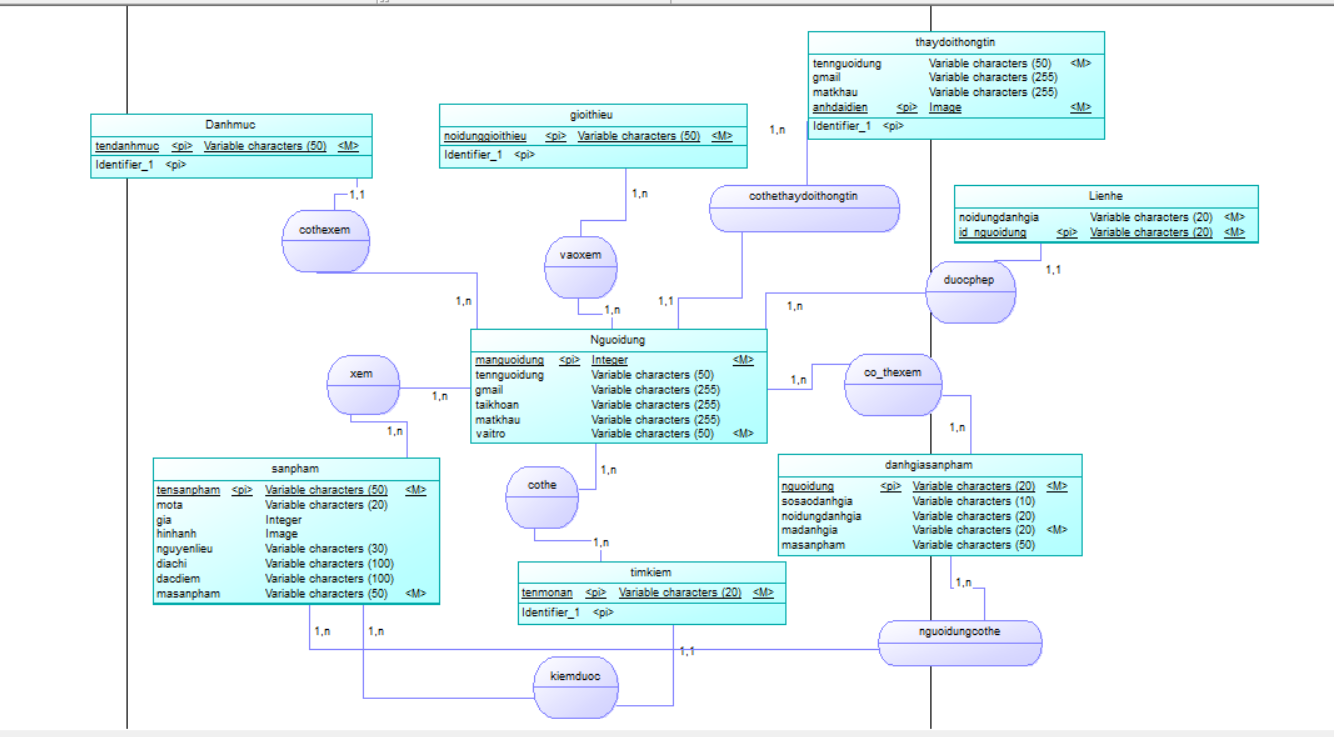 thaydoithongtin
tennguoidung Variable characters (50) <M>
gmail Variable characters (255)
matkhau Variable characters (255)
anhdaidien <pi> Image <M>
Identifier_1 <pi>
Danhmuc
tendanhmuc <pi> Variable characters (50) <M>
Identifier_1 <pi>
gioithieu
noidunggioithieu <pi> Variable characters (50) <M>
Identifier_1 <pi>
1,n
1,1
1,n
cothethaydoithongtin
Lienhe
noidungdanhgia Variable characters (20) <M>
id_nguoidung <pi> Variable characters (20) <M>
cothexem
vaoxem
1,1
duocphep
1,n
1,n
1,1
1,n
Nguoidung
manguoidung <pi> Integer <M>
tennguoidung Variable characters (50)
gmail Variable characters (255)
taikhoan Variable characters (255)
matkhau Variable characters (255)
vaitro Variable characters (50) <M>
xem
1,n
1,n
co_thexem
1,n
1,n
sanpham
tensanpham <pi> Variable characters (50) <M>
mota Variable characters (20)
gia Integer
hinhanh Image
nguyenlieu Variable characters (30)
diachi Variable characters (100)
dacdiem Variable characters (100)
masanpham Variable characters (50) <M>
1,n
cothe
1,n
danhgiasanpham
nguoidung <pi> Variable characters (20) <M>
sosaodanhgia Variable characters (10)
noidungdanhgia Variable characters (20)
madanhgia Variable characters (20) <M>
masanpham Variable characters (50)
timkiem
tenmonan <pi> Variable characters (20) <M>
Identifier_1 <pi>
1,n
1,n
1,n
nguoidungcothe
1,1
kiemduoc